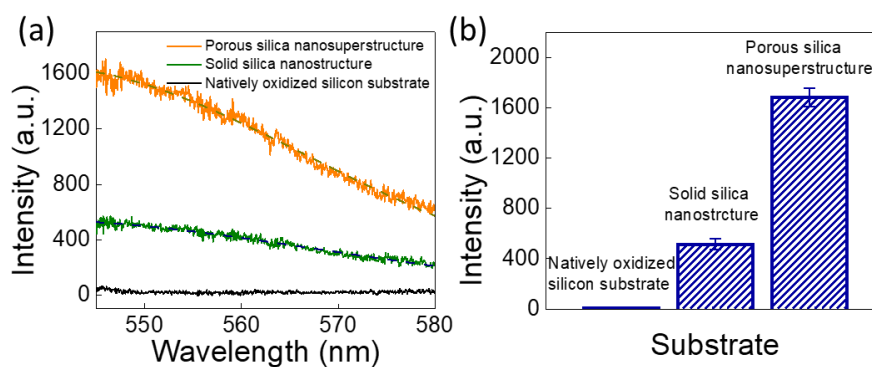 (a)
Porous silica nanosuperstructure
Solid silica nanostructure
Natively oxidized silicon substrate
Intensity (a.u.)
1600
1200
800
400
0
550
560
570
580
Wavelength (nm)
(b)
Intensity (a.u.)
2000
1600
1200
800
400
0
Porous silica
nanosuperstructure
Solid silica
nanostrcture
Natively oxidized
silicon substrate
Substrate